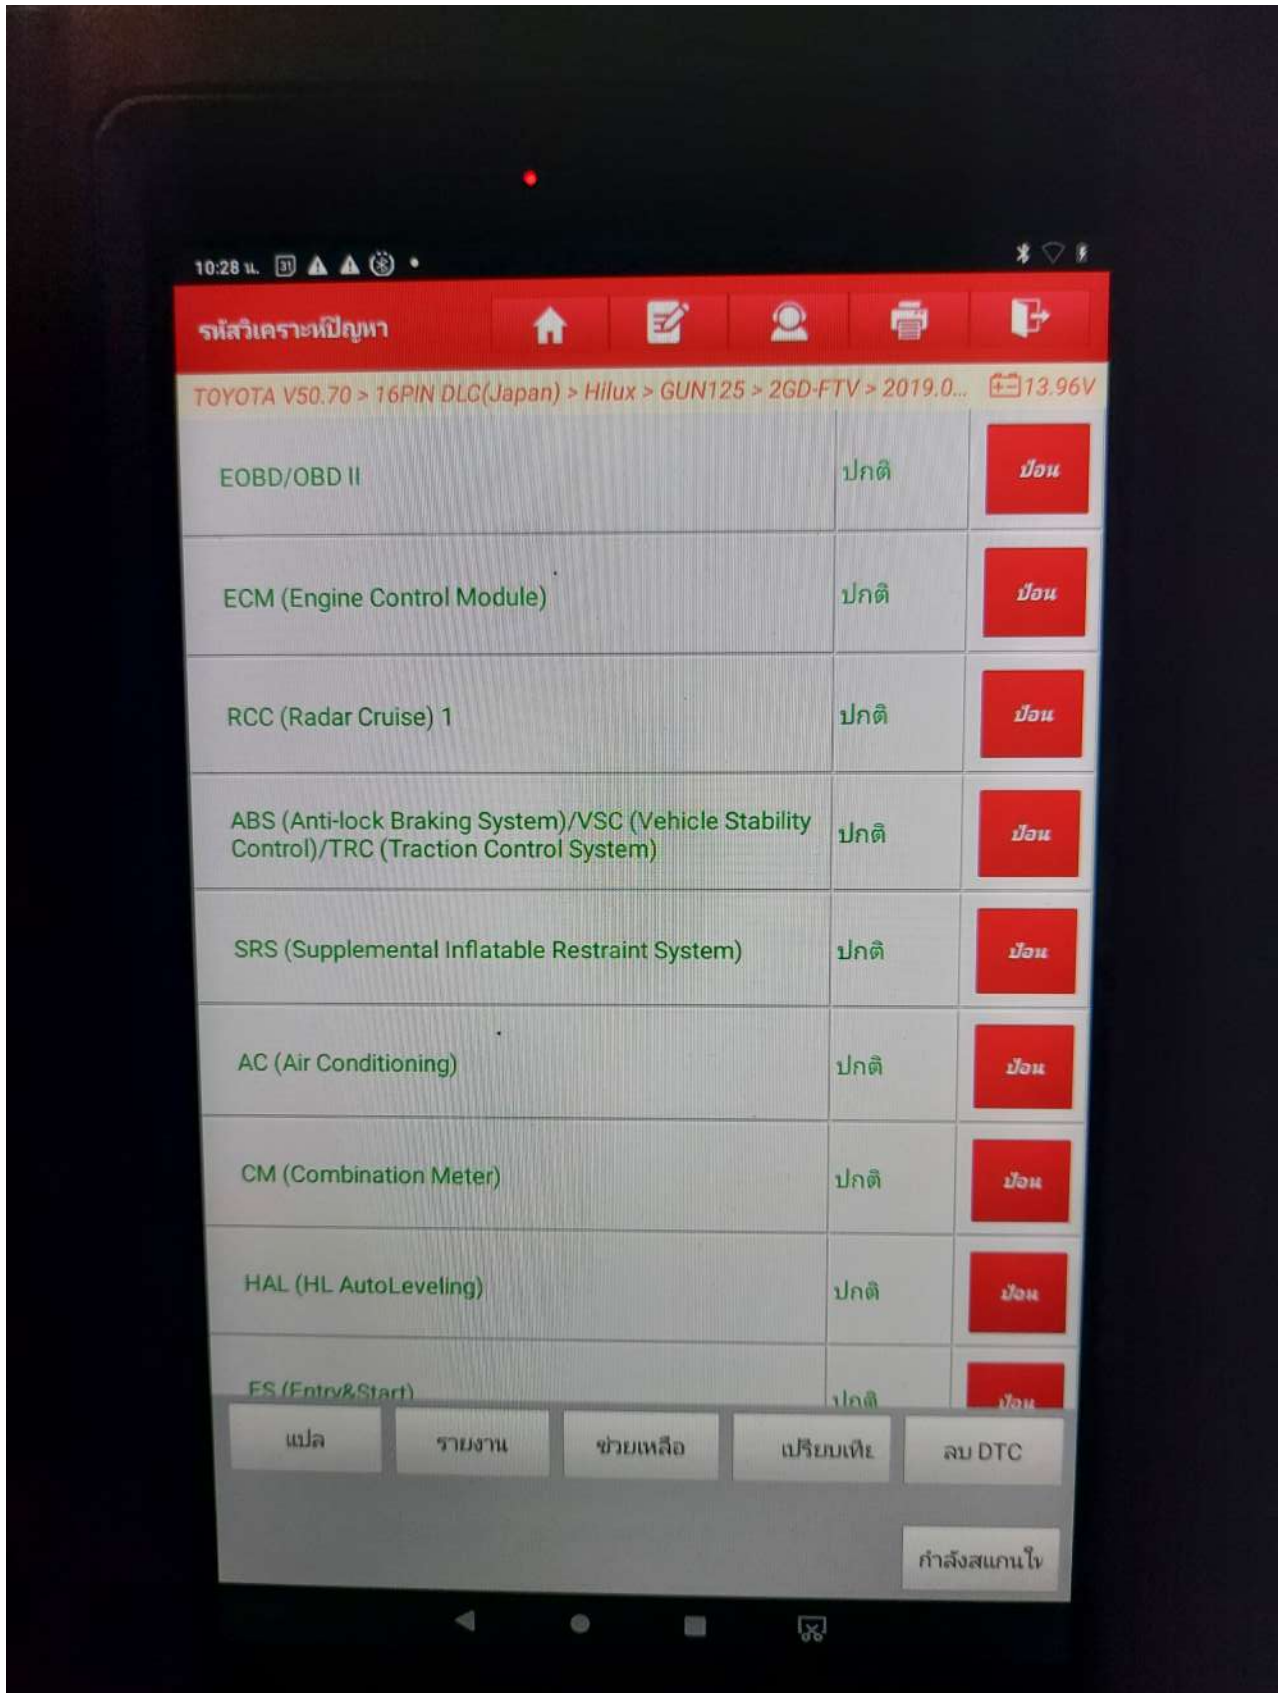 10:28 น. 31
รหัสวิเคราะห์ปัญหา
TOYOTA V50.70 > 16PIN DLC(Japan) > Hilux > GUN125 > 2GD-FTV > 2019.0... 13.96V
EOBD/OBD II ปกติ ป้อน
ECM (Engine Control Module) ปกติ ป้อน
RCC (Radar Cruise) 1 ปกติ ป้อน
ABS (Anti-lock Braking System)/VSC (Vehicle Stability
Control)/TRC (Traction Control System) ปกติ ป้อน
SRS (Supplemental Inflatable Restraint System) ปกติ ป้อน
AC (Air Conditioning) ปกติ ป้อน
CM (Combination Meter) ปกติ ป้อน
HAL (HL AutoLeveling) ปกติ ป้อน
ES (Entry&Start) ปกติ ป้อน
แปล รายงาน ช่วยเหลือ เปรียบเทีย ลบ DTC
กำลังสแกนให